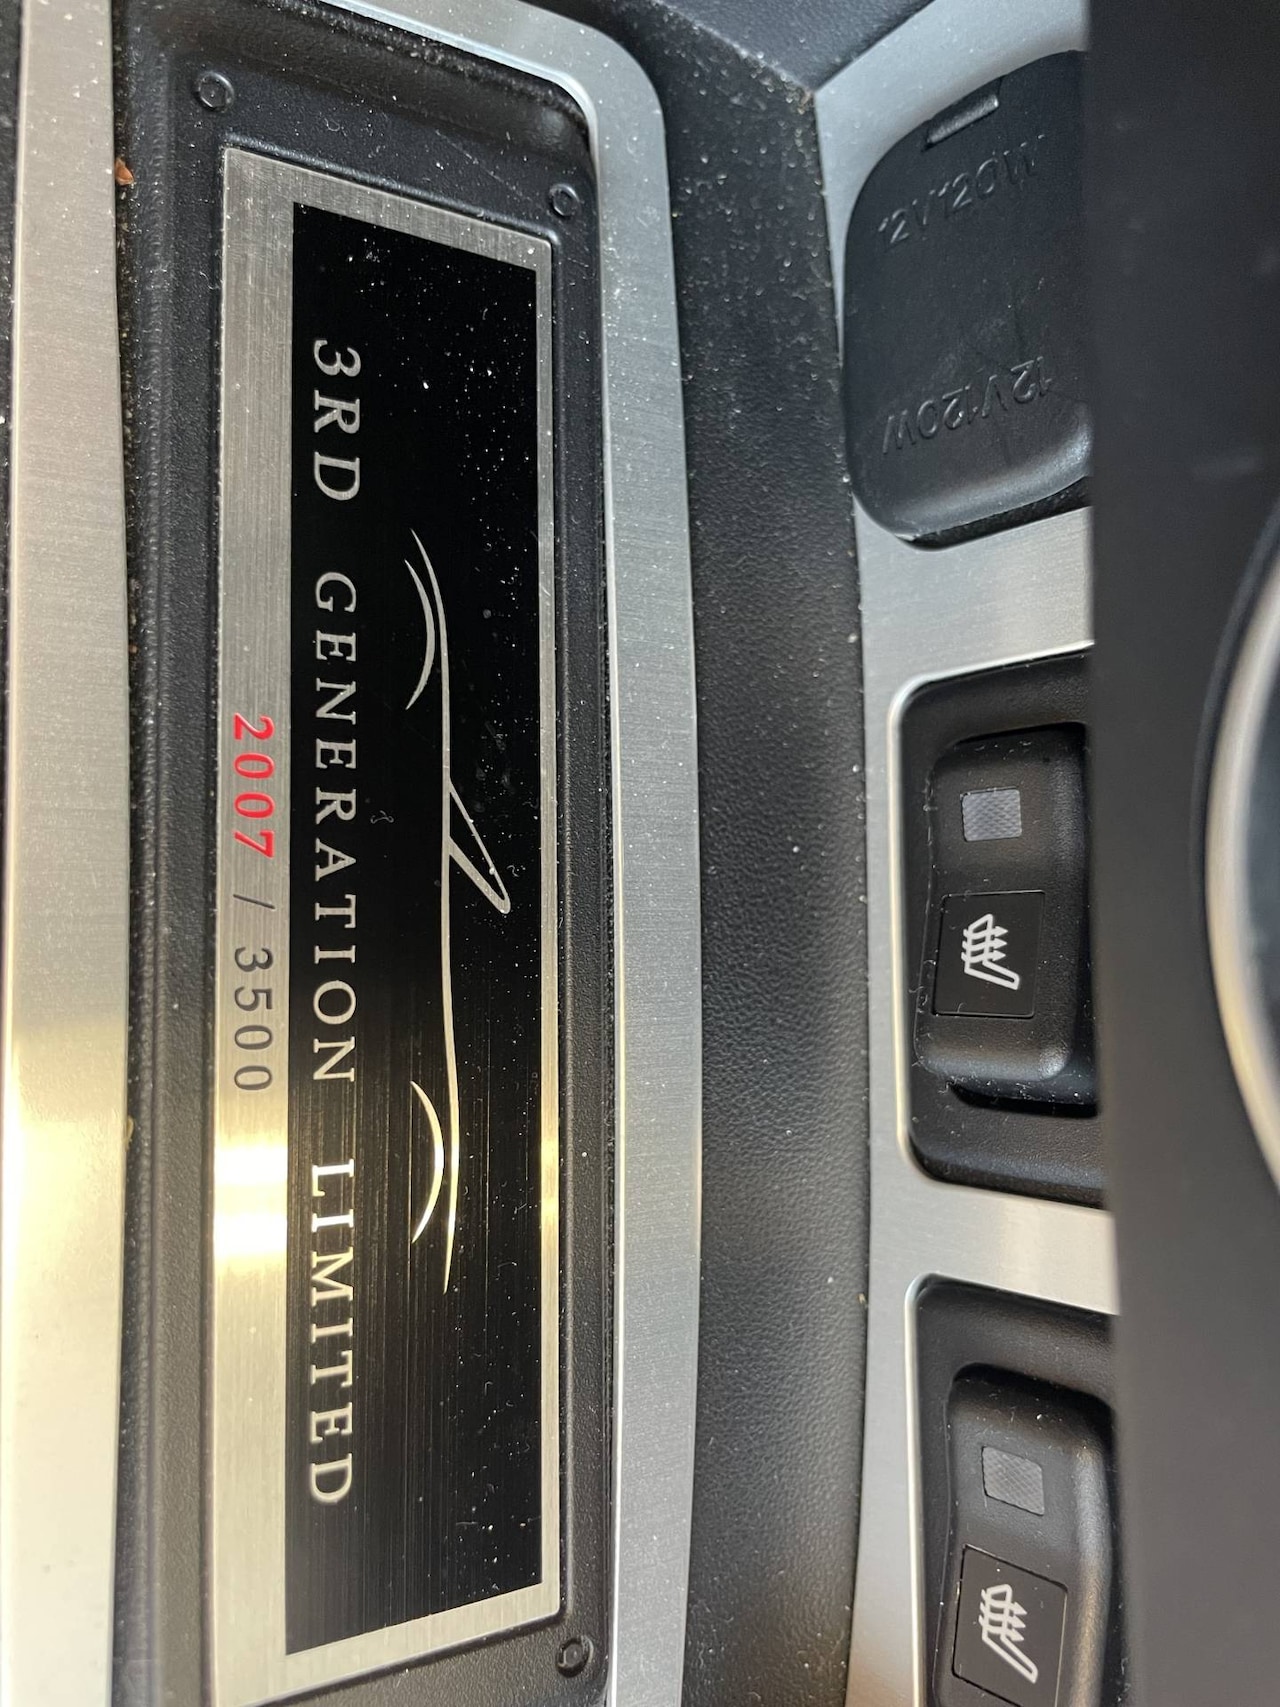 3RD GENERATION LIMITED
2007 / 3500
12V120W
12V120W